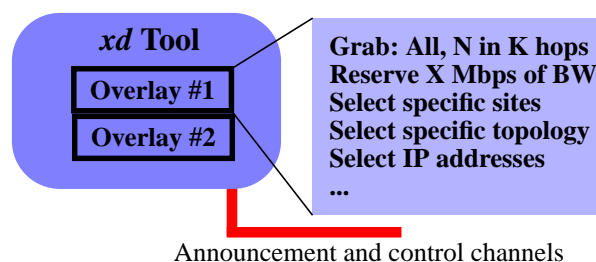 xd Tool
Overlay #1
Overlay #2
Grab: All, N in K hops
Reserve X Mbps of BW
Select specific sites
Select specific topology
Select IP addresses
...
Announcement and control channels